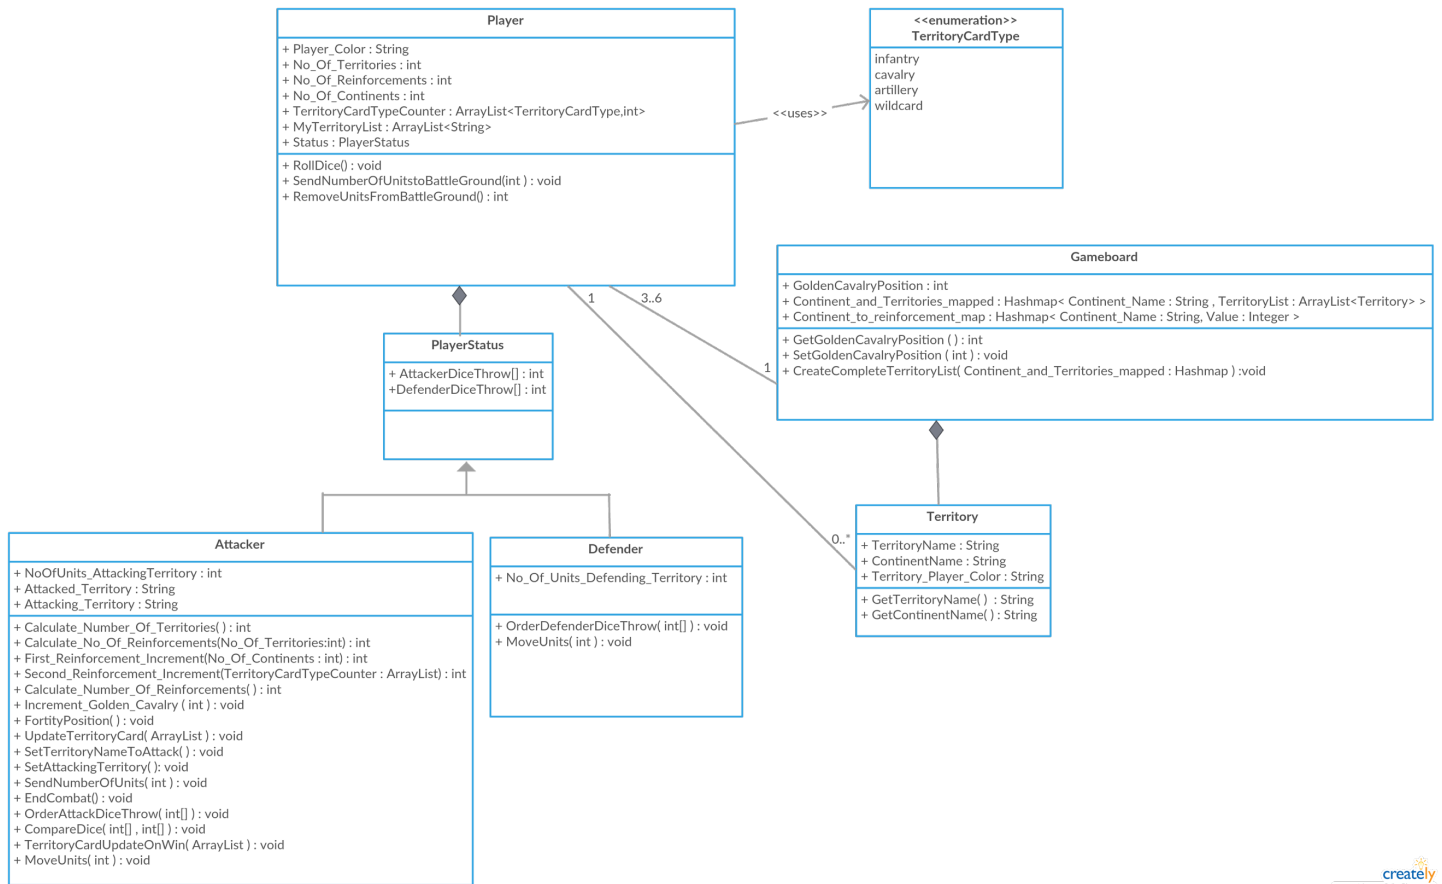 Player
+ Player_Color : String
+ No_Of_Territories : int
+ No_Of_Reinforcements : int
+ No_Of_Continents : int
+ TerritoryCardTypeCounter : ArrayList<TerritoryCardType,int>
+ MyTerritoryList : ArrayList<String>
+ Status : PlayerStatus
+ RollDice() : void
+ SendNumberOfUnitstoBattleGround(int ) : void
+ RemoveUnitsFromBattleGround() : int
<<uses>>
<<enumeration>>
TerritoryCardType
infantry
cavalry
artillery
wildcard
Gameboard
+ GoldenCavalryPosition : int
+ Continent_and_Territories_mapped : Hashmap< Continent_Name : String , TerritoryList : ArrayList<Territory> >
+ Continent_to_reinforcement_map : Hashmap< Continent_Name : String, Value : Integer >
+ GetGoldenCavalryPosition ( ) : int
+ SetGoldenCavalryPosition ( int ) : void
+ CreateCompleteTerritoryList( Continent_and_Territories_mapped : Hashmap ) :void
1
3..6
1
0..*
PlayerStatus
+ AttackerDiceThrow[] : int
+DefenderDiceThrow[] : int
Territory
+ TerritoryName : String
+ ContinentName : String
+ Territory_Player_Color : String
+ GetTerritoryName( ) : String
+ GetContinentName( ) : String
Attacker
+ NoOfUnits_AttackingTerritory : int
+ Attacked_Territory : String
+ Attacking_Territory : String
+ Calculate_Number_Of_Territories( ) : int
+ Calculate_No_Of_Reinforcements(No_Of_Territories:int) : int
+ First_Reinforcement_Increment(No_Of_Continents : int) : int
+ Second_Reinforcement_Increment(TerritoryCardTypeCounter : ArrayList) : int
+ Calculate_Number_Of_Reinforcements( ) : int
+ Increment_Golden_Cavalry ( int ) : void
+ FortityPosition( ) : void
+ UpdateTerritoryCard( ArrayList ) : void
+ SetTerritoryNameToAttack( ) : void
+ SetAttackingTerritory( ): void
+ SendNumberOfUnits( int ) : void
+ EndCombat() : void
+ OrderAttackDiceThrow( int[] ) : void
+ CompareDice( int[] , int[] ) : void
+ TerritoryCardUpdateOnWin( ArrayList ) : void
+ MoveUnits( int ) : void
Defender
+ No_Of_Units_Defending_Territory : int
+ OrderDefenderDiceThrow( int[] ) : void
+ MoveUnits( int ) : void
creately